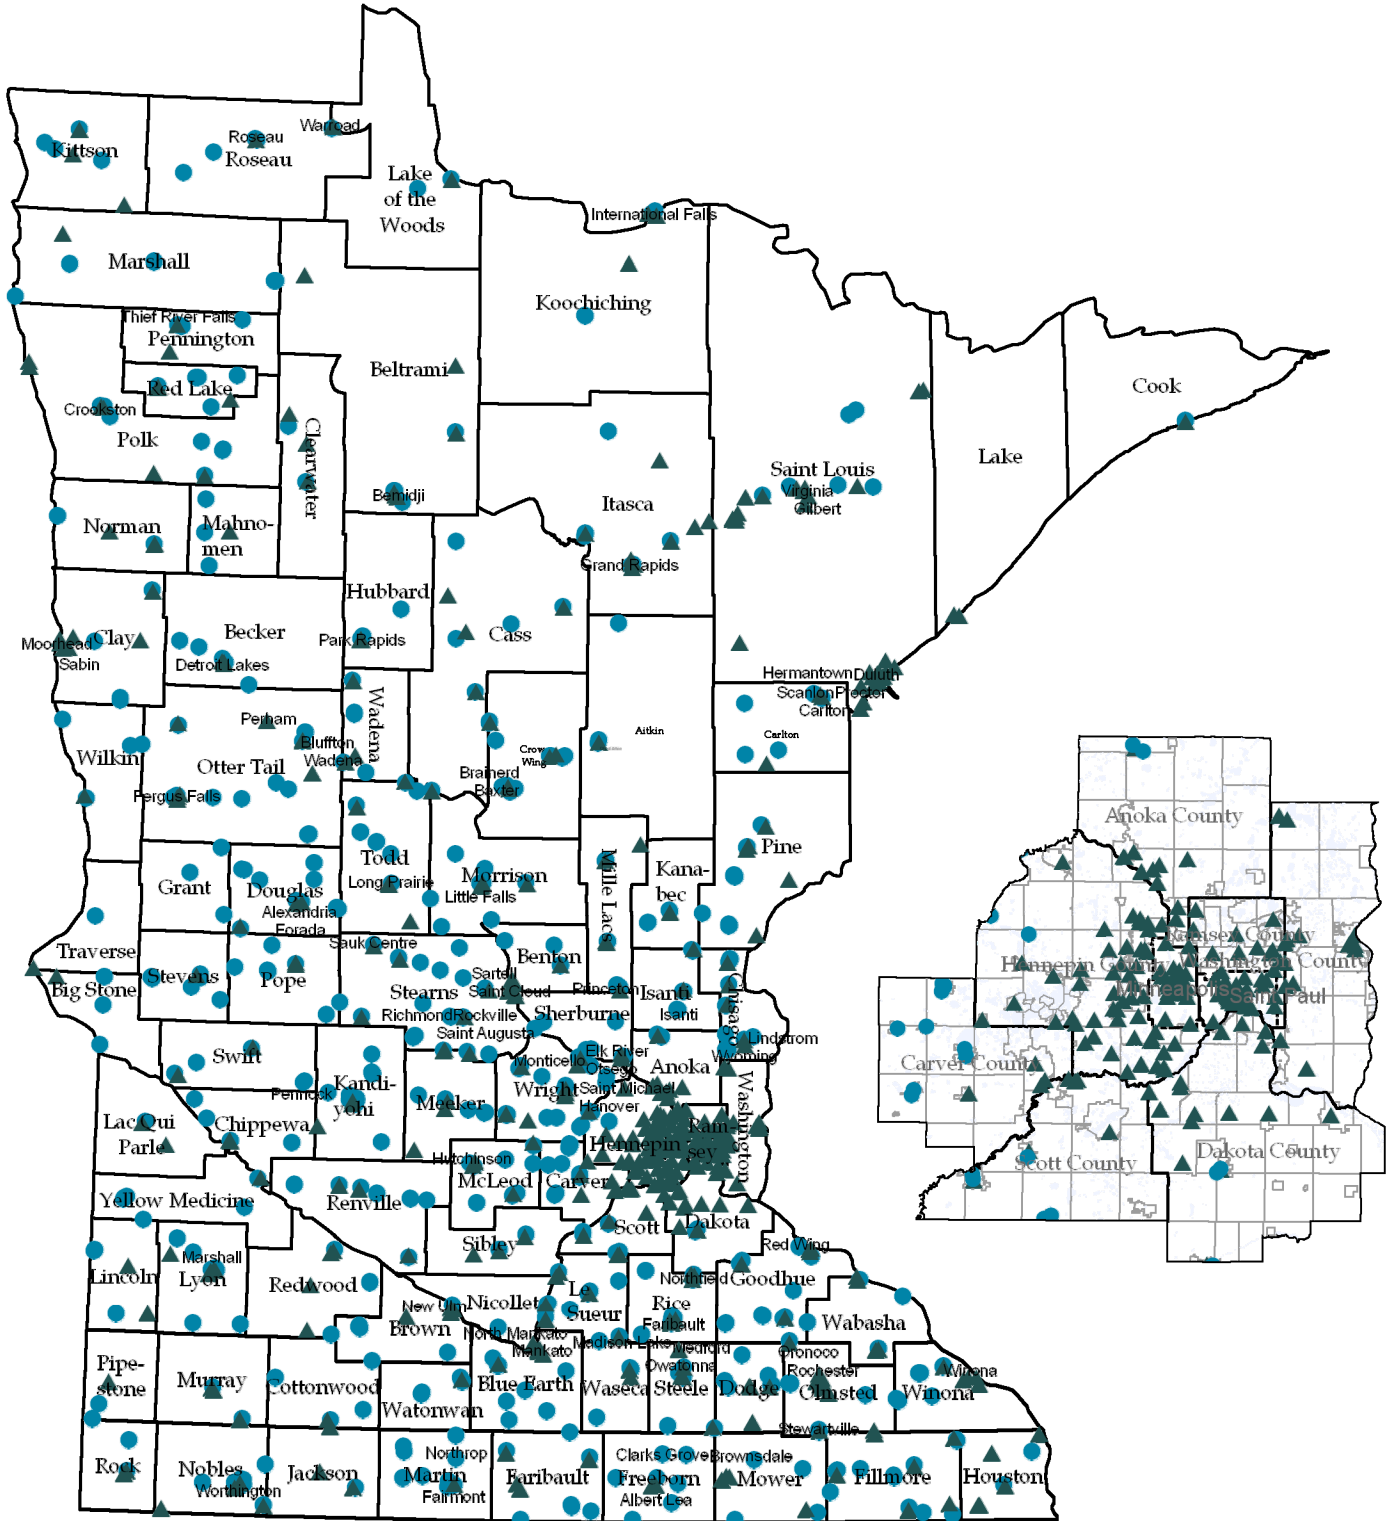 Warroad
Roseau
Kittson
Roseau
Lake
of the
Woods
International Falls
Marshall
Koochiching
Thief River Falls
Pennington
Beltrami
Red Lake
Cook
Crookston
Polk
Clearwater
Lake
Saint Louis
Virginia
Gilbert
Bemidji
Itasca
Norman
Mahno-
men
Grand Rapids
Hubbard
Becker
Cass
Park Rapids
Moorhead
Clay
Sabin
Detroit Lakes
Hermantown
Duluth
Scanlon
Proctor
Carlton
Wadena
Perham
Aitkin
Carlton
Bluffton
Wadena
Crow
Wing
Wilkin
Otter Tail
Brainerd
Baxter
Fergus Falls
Anoka County
Pine
Todd
Mille Lacs
Kana-
bec
Grant
Douglas
Long Prairie
Morrison
Little Falls
Alexandria
Forada
Traverse
Sauk Centre
Ramsey County
Benton
Hennepin County
Washington County
Big Stone
Stevens
Pope
Sartell
Stearns
Saint Cloud
Princeton
Isanti
Chisago
Minneapolis
Saint Paul
Richmond
Rockville
Sherburne
Isanti
Saint Augusta
Lindstrom
Swift
Monticello
Elk River
Wyoming
Otsego
Anoka
Carver County
Pennock
Kandi-
yohi
Wright
Saint Michael
Washington
Meeker
Hanover
Lac Qui
Parle
Chippewa
Hennepin
Ram-
sey
Dakota County
Scott County
Hutchinson
McLeod
Carver
Yellow Medicine
Renville
Scott
Dakota
Sibley
Red Wing
Marshall
Lincoln
Lyon
Redwood
Northfield
Goodhue
Le
Sueur
New Ulm
Nicollet
Rice
Faribault
Wabasha
Brown
North Mankato
Madison Lake
Medford
Mankato
Oronoco
Pipe-
stone
Owatonna
Rochester
Winona
Murray
Cottonwood
Blue Earth
Waseca
Steele
Dodge
Olmsted
Winona
Watonwan
Stewartville
Northrop
Clarks Grove
Brownsdale
Rock
Nobles
Jackson
Martin
Faribault
Freeborn
Mower
Fillmore
Houston
Worthington
Fairmont
Albert Lea